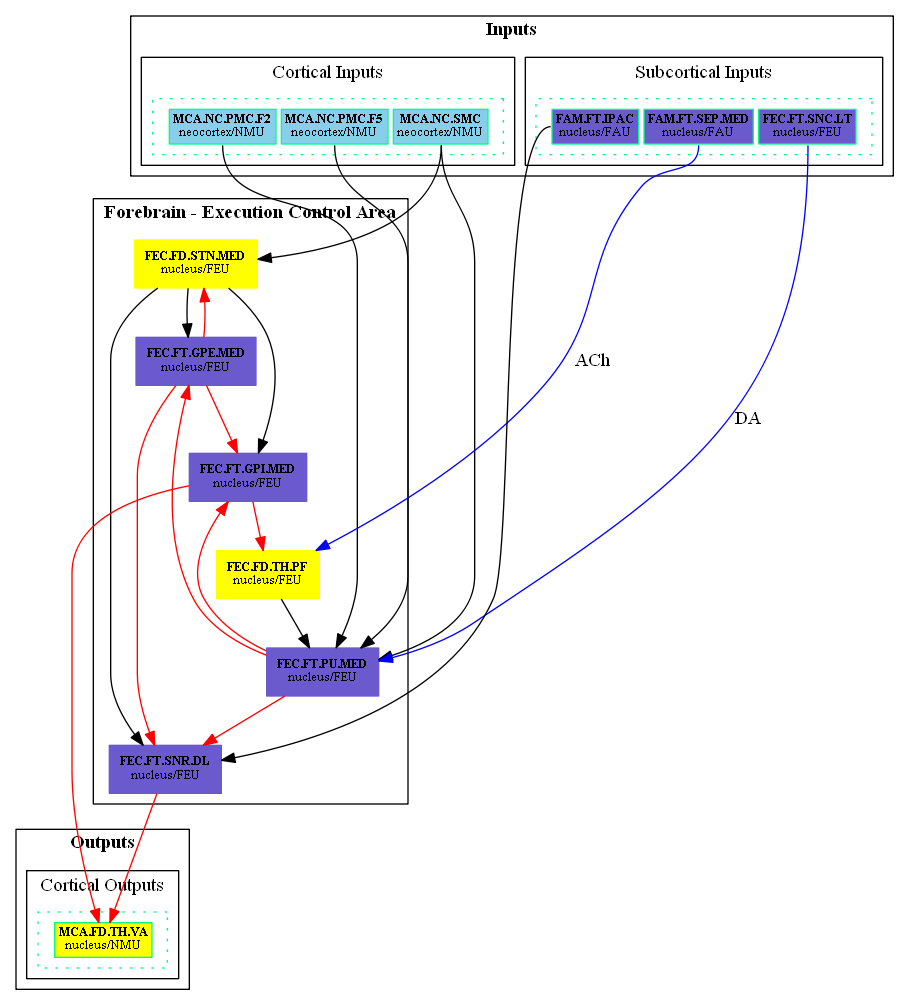 Inputs
Cortical Inputs
Subcortical Inputs
MCA.NC.PMC.F2
neocortex/NMU
MCA.NC.PMC.F5
neocortex/NMU
MCA.NC.SMC
neocortex/NMU
FAM.FT.IPAC
nucleus/FAU
FAM.FT.SEP.MED
nucleus/FAU
FEC.FT.SNC.LT
nucleus/FEU
Forebrain - Execution Control Area
FEC.FD.STN.MED
nucleus/FEU
FEC.FT.GPE.MED
nucleus/FEU
ACh
DA
FEC.FT.GPI.MED
nucleus/FEU
FEC.FD.TH.PF
nucleus/FEU
FEC.FT.PU.MED
nucleus/FEU
FEC.FT.SNR.DL
nucleus/FEU
Outputs
Cortical Outputs
MCA.FD.TH.VA
nucleus/NMU